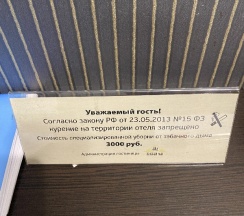 Уважаемый гость!
Согласно закону РФ от 23.05.2013 №15 ФЗ
курение на территории отеля запрещено
Стоимость специализированной уборки от табачного дыма
3000 руб.
Администрация гостиницы